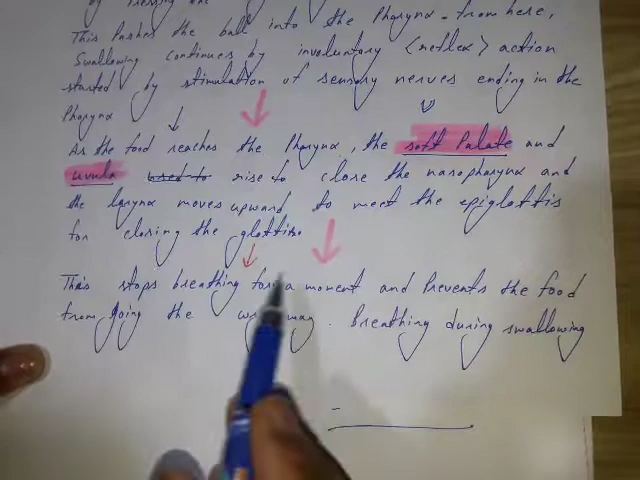 by Pressing the
This Pushes the ball into the Pharynx. from here,
Swallowing continues by involuntary (reflex) action
started by stimulation of sensory nerves ending in the
Pharynx
As the food reaches the Pharynx, the soft Palate and
uvula used to rise to close the nasopharynx and
the larynx moves upward to meet the epiglottis
for closing the glottis.
This stops breathing for a moment and Prevents the food
from going the way. Breathing during swallowing